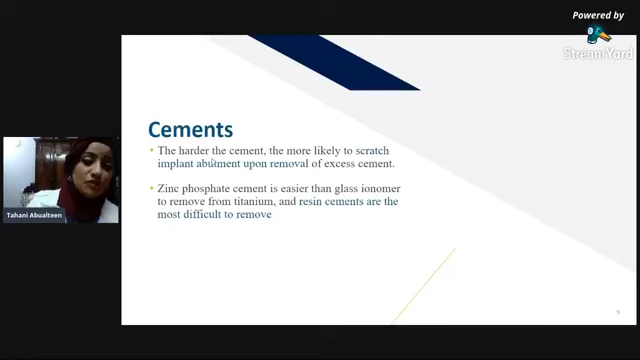 Powered by
StreamYard
Cements
• The harder the cement, the more likely to scratch
implant abutment upon removal of excess cement.
• Zinc phosphate cement is easier than glass ionomer
to remove from titanium, and resin cements are the
most difficult to remove
Tahani Abualteen
9